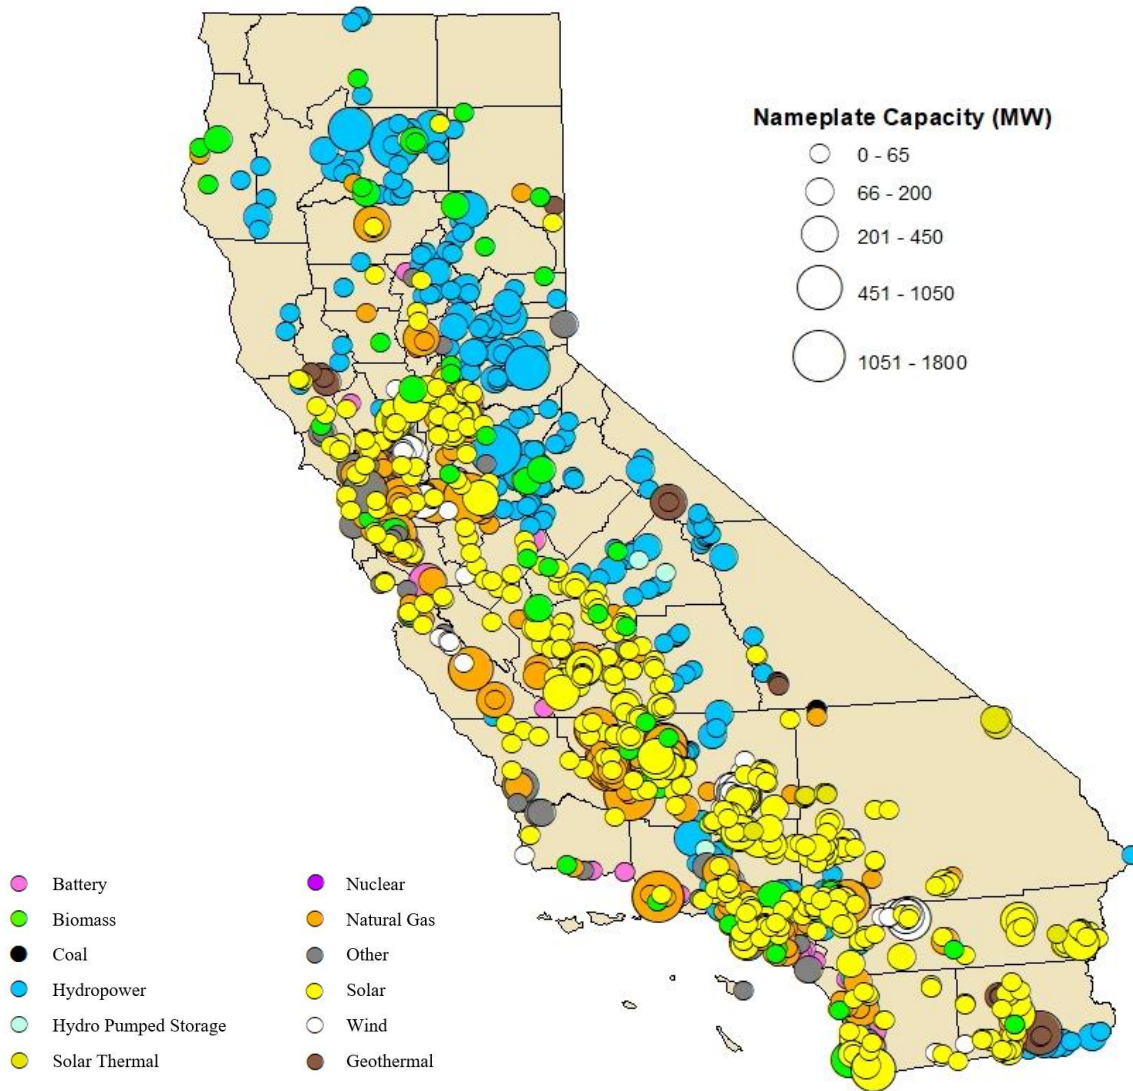 Nameplate Capacity (MW)
0 - 65
66 - 200
201 - 450
451 - 1050
1051 - 1800
Battery
Biomass
Coal
Hydropower
Hydro Pumped Storage
Solar Thermal
Nuclear
Natural Gas
Other
Solar
Wind
Geothermal